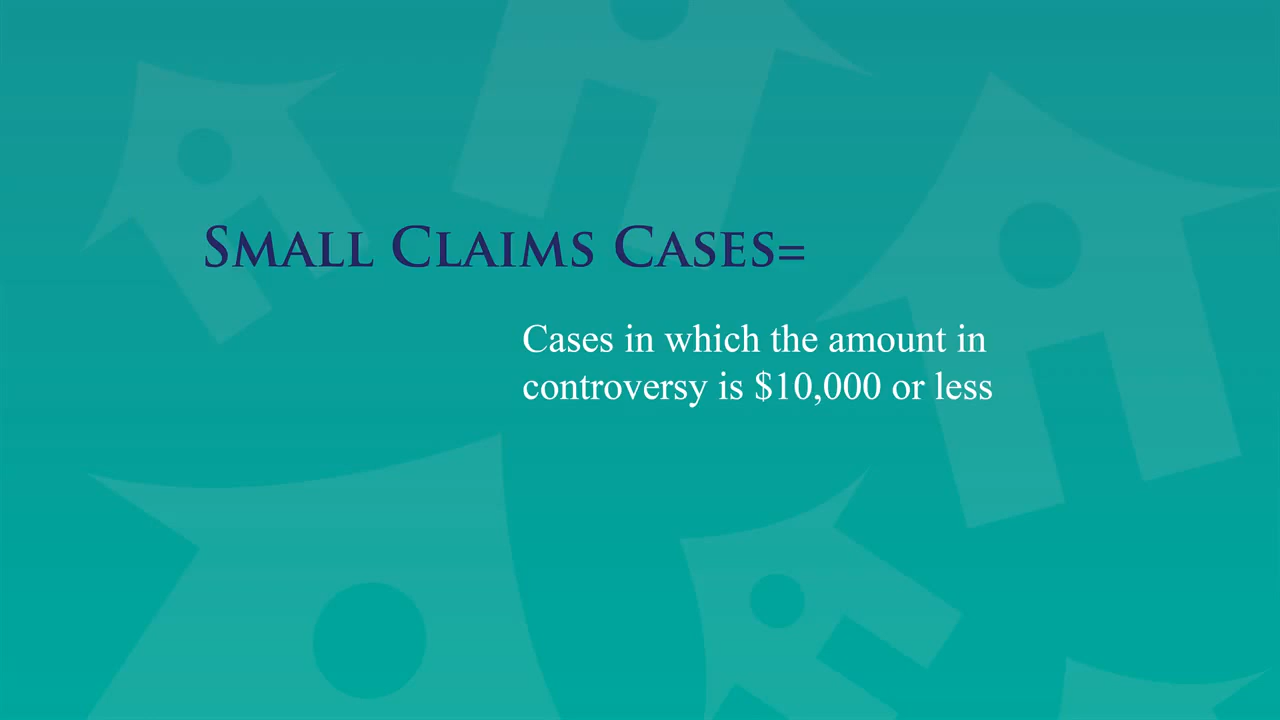 Small Claims Cases=
Cases in which the amount in
controversy is $10,000 or less